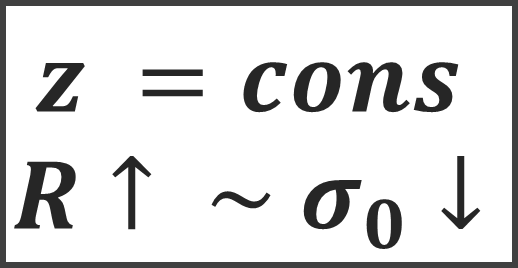 z = cons
R ↑ ~ σ₀ ↓